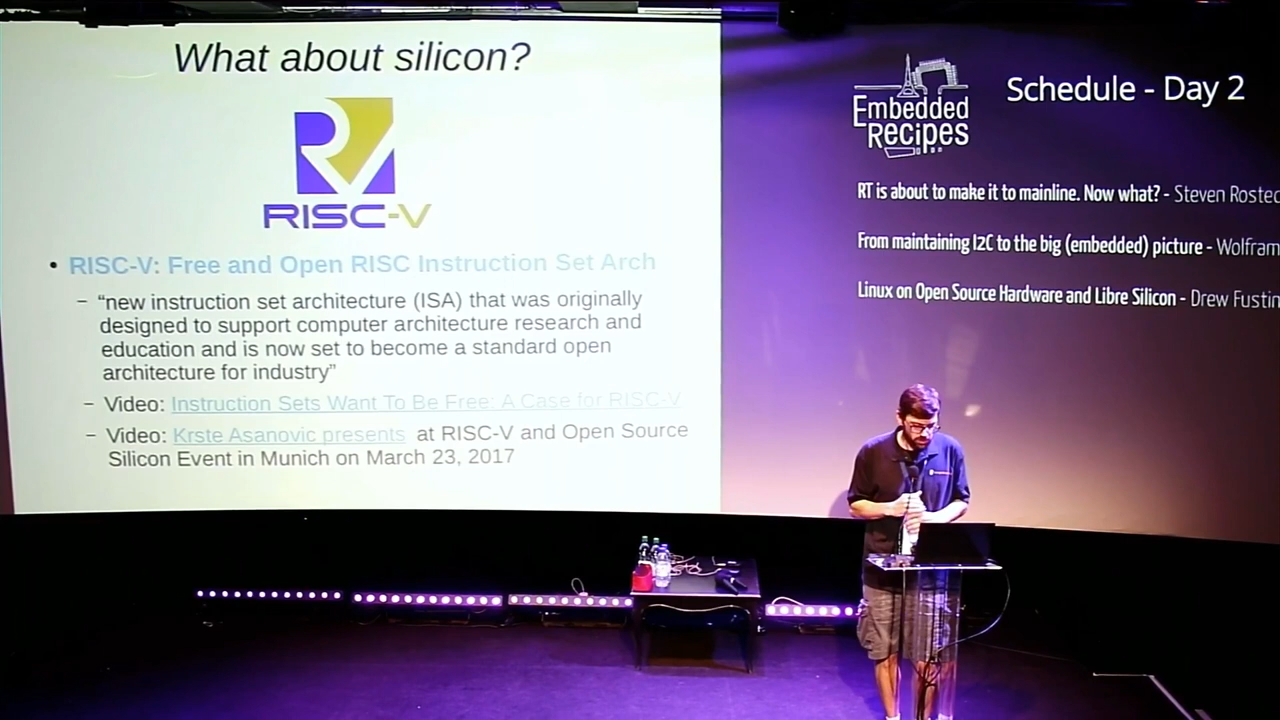 What about silicon?
RISC-V
• RISC-V: Free and Open RISC Instruction Set Arch
– “new instruction set architecture (ISA) that was originally
designed to support computer architecture research and
education and is now set to become a standard open
architecture for industry”
– Video: Instruction Sets Want To Be Free: A Case for RISC-V
– Video: Krste Asanovic presents at RISC-V and Open Source
Silicon Event in Munich on March 23, 2017
Embedded
Recipes
Schedule - Day 2
RT is about to make it to mainline. Now what? - Steven Rosted
From maintaining I2C to the big (embedded) picture - Wolfram
Linux on Open Source Hardware and Libre Silicon - Drew Fustin